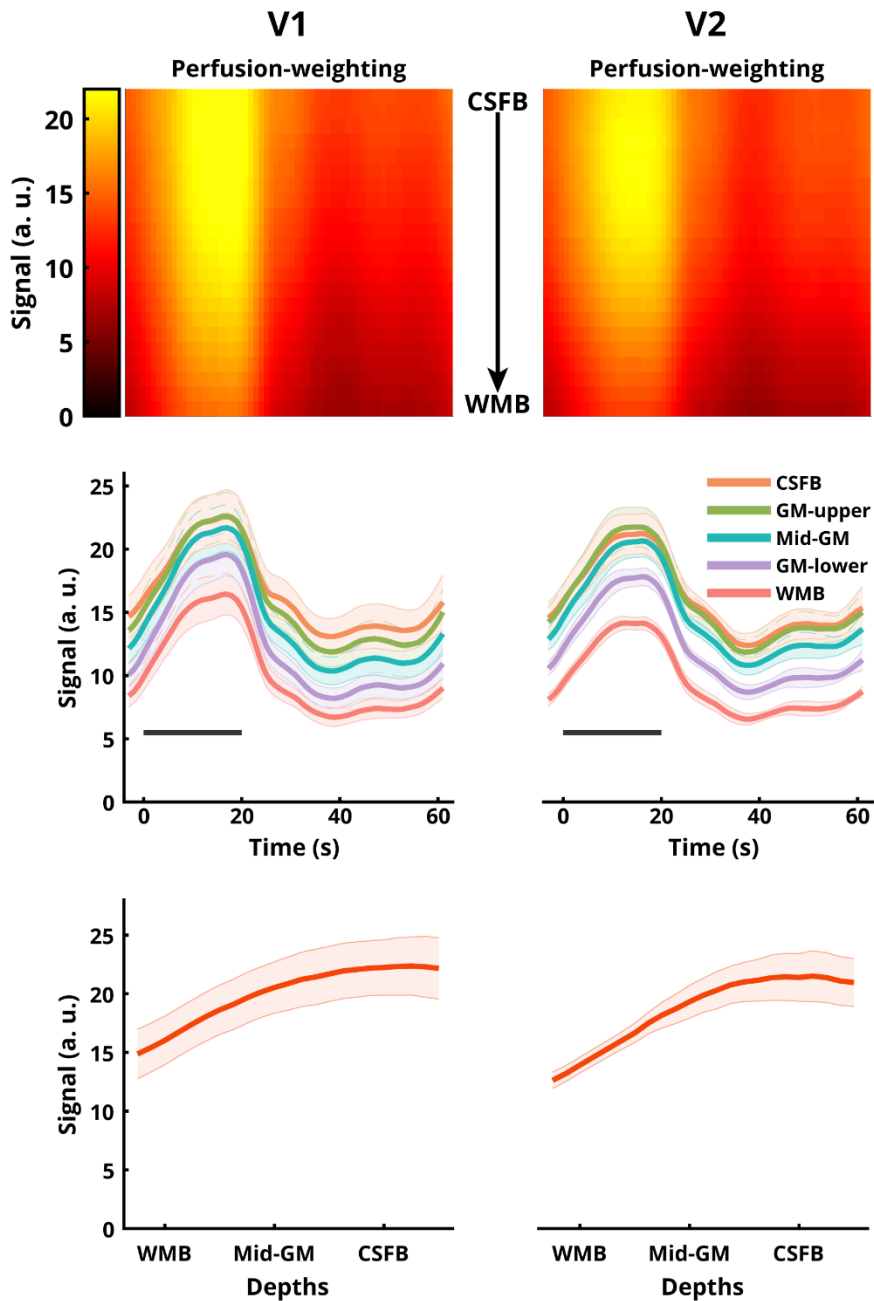 V1 V2
Perfusion-weighting Perfusion-weighting
20
15
10
5
0
Signal (a. u.)
CSFB
WMB
25
20
15
10
5
0
Signal (a. u.)
0 20 40 60
Time (s)
CSFB
GM-upper
Mid-GM
GM-lower
WMB
0 20 40 60
Time (s)
25
20
15
10
5
0
Signal (a. u.)
WMB Mid-GM CSFB
Depths
WMB Mid-GM CSFB
Depths